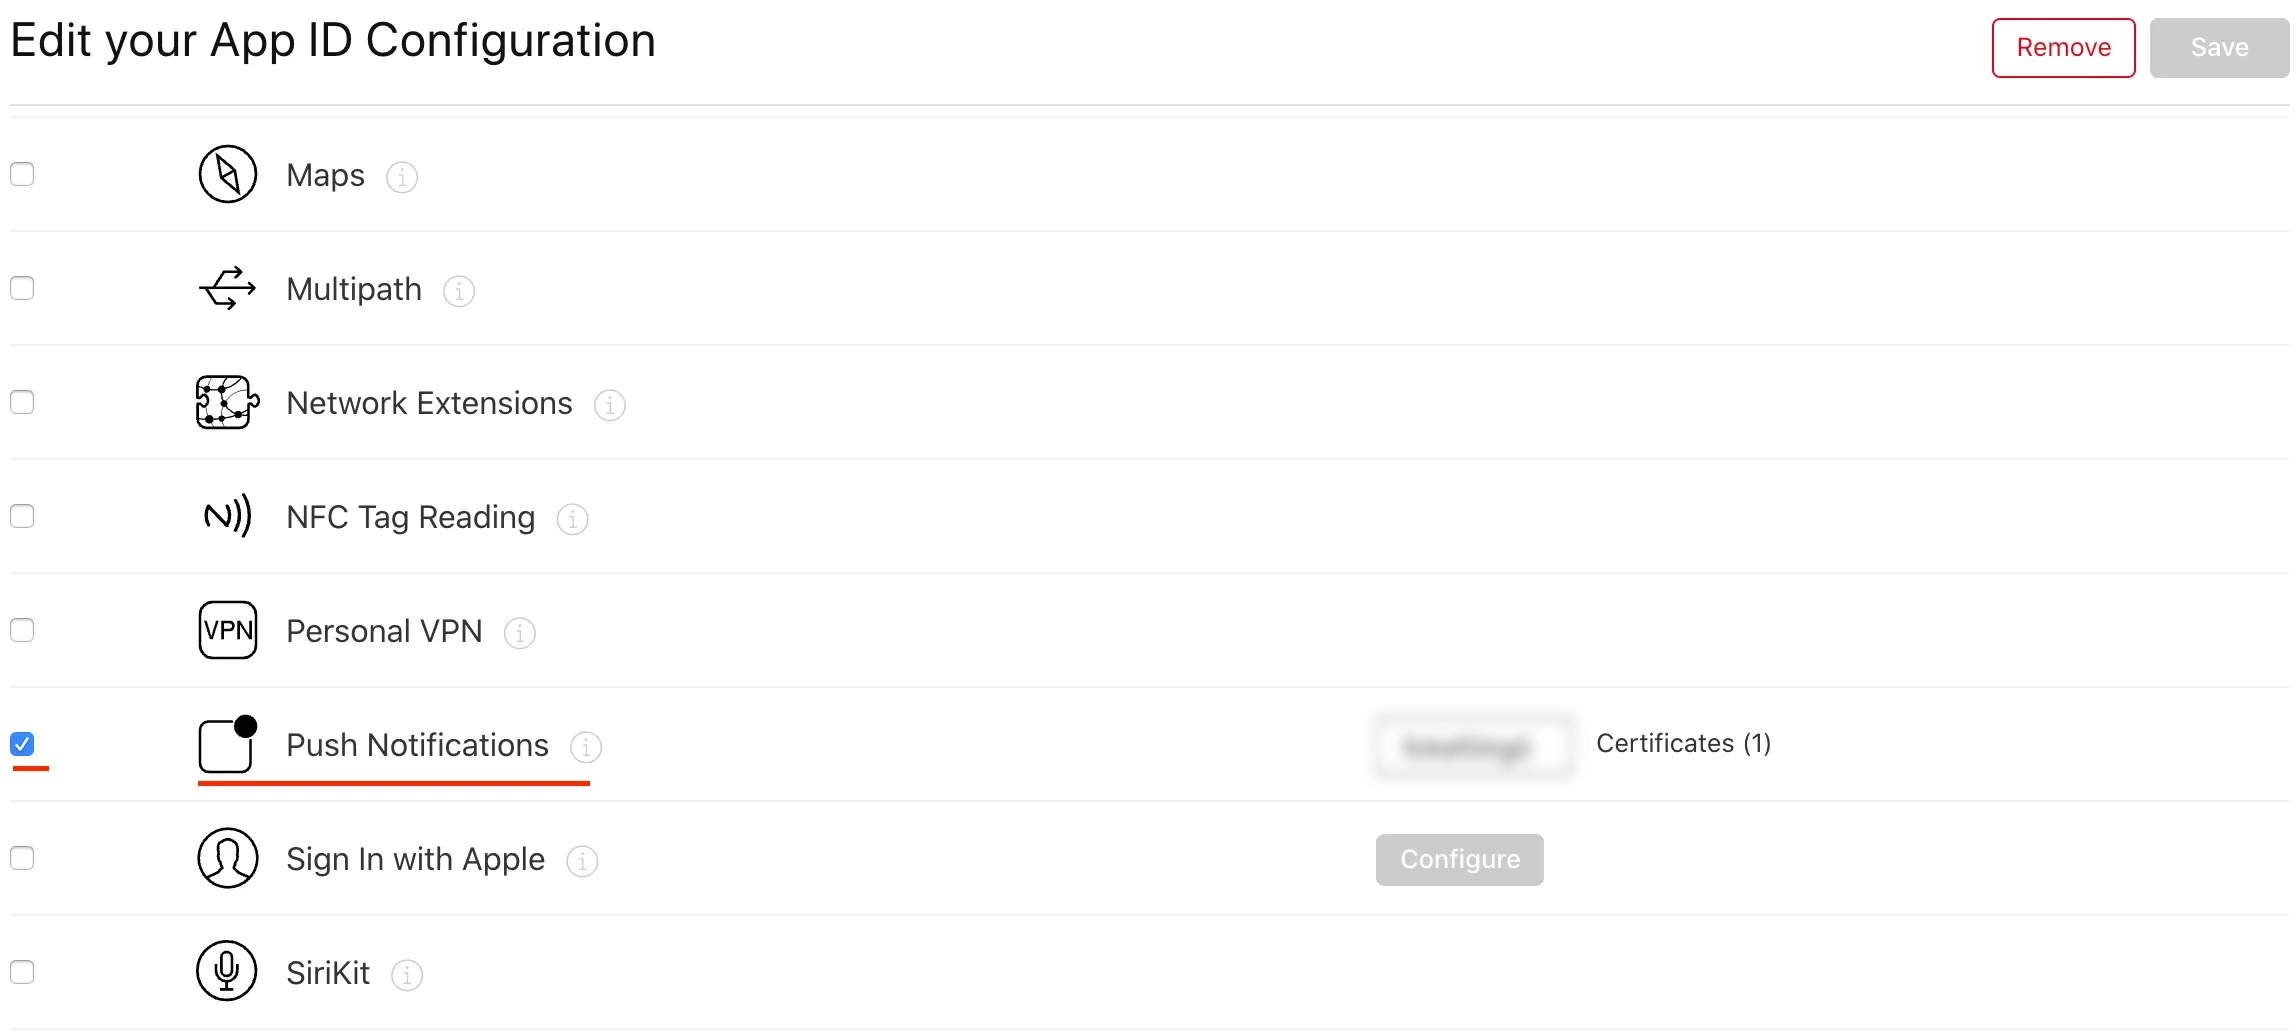 Edit your App ID Configuration
Remove
Save
Maps
Multipath
Network Extensions
NFC Tag Reading
VPN
Personal VPN
Push Notifications
Certificates (1)
Sign In with Apple
Configure
SiriKit